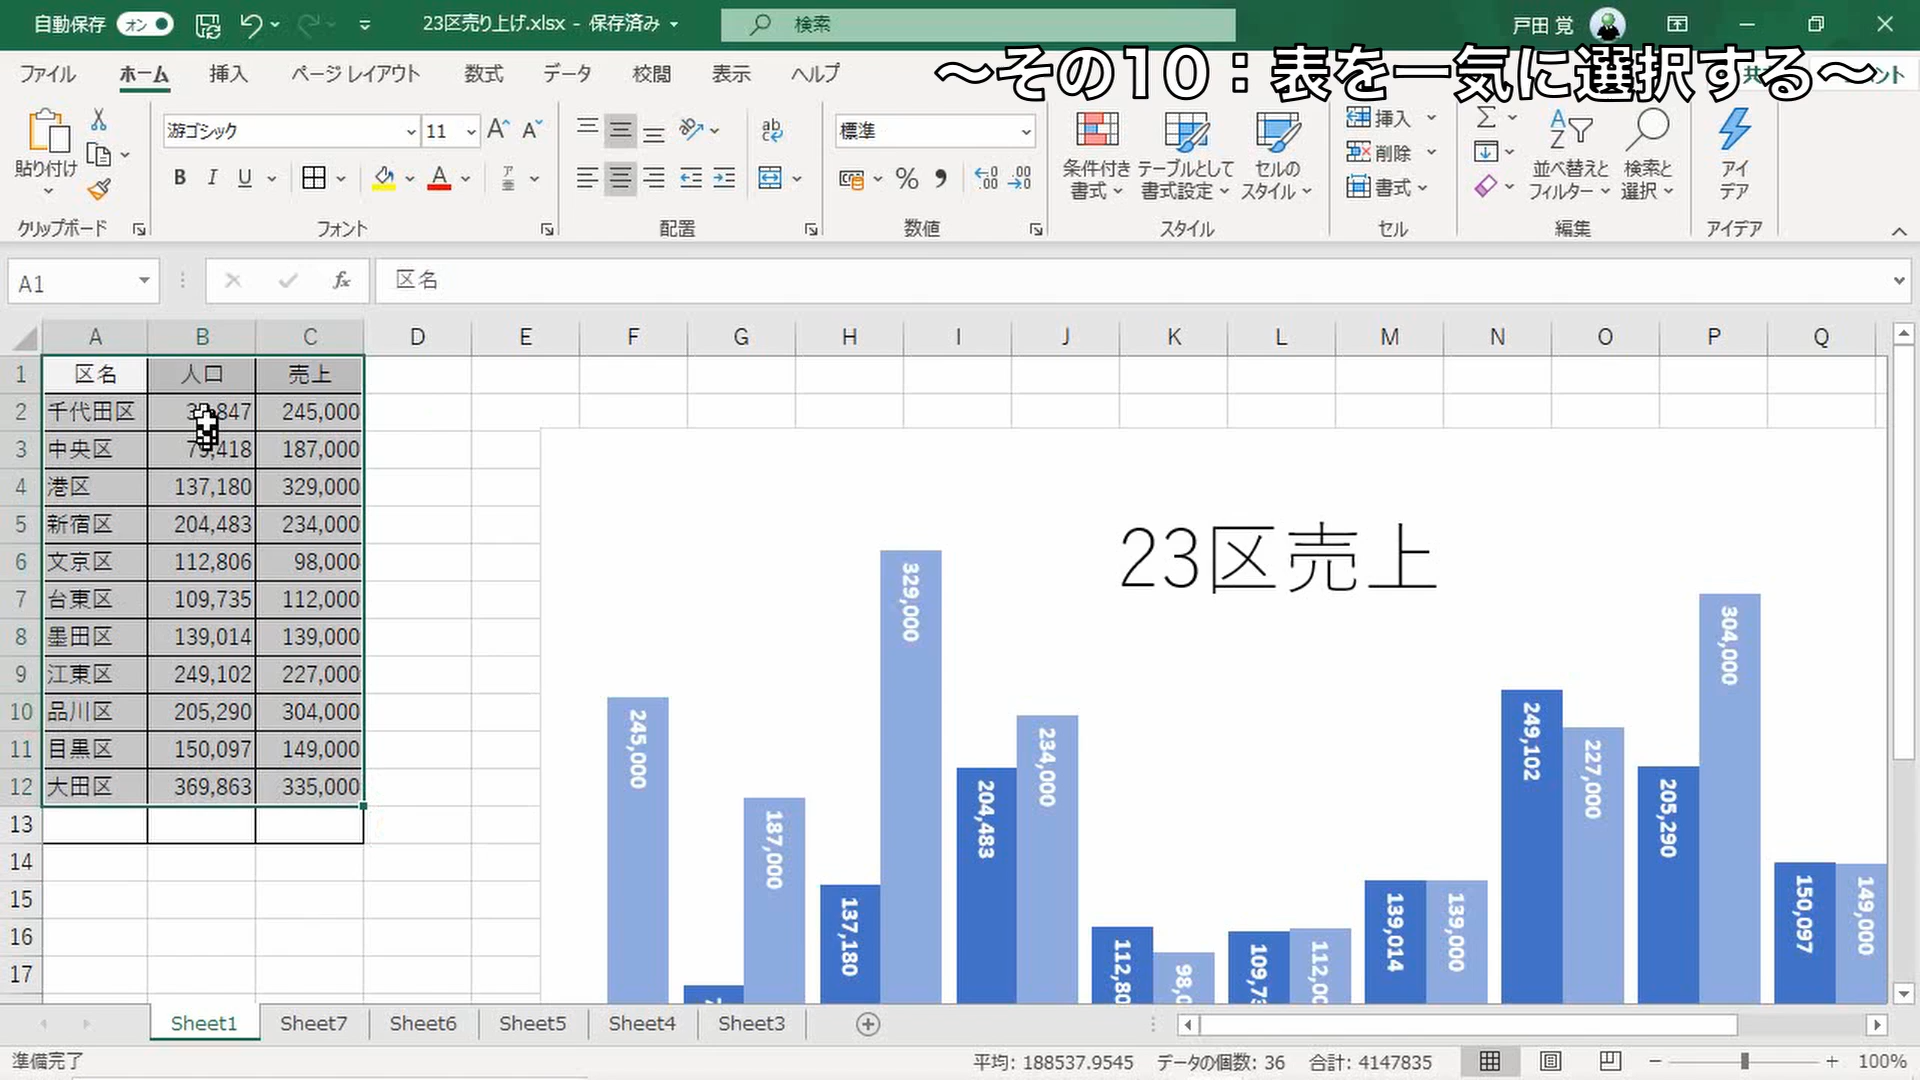 自動保存 オン 23区売り上げ.xlsx - 保存済み 検索 戸田 覚
～その10：表を一気に選択する～
ファイル ホーム 挿入 ページ レイアウト 数式 データ 校閲 表示 ヘルプ
游ゴシック 11 標準
貼り付け
B I U A
条件付き書式
テーブルとして書式設定
セルのスタイル
挿入
削除
書式
並べ替えとフィルター
検索と選択
アイデア
クリップボード フォント 配置 数値 スタイル セル 編集 アイデア
A1 fx 区名
A B C D E F G H I J K L M N O P Q
1 区名 人口 売上
2 千代田区 245,000
3 中央区 187,000
4 港区 137,180 329,000
5 新宿区 204,483 234,000
6 文京区 112,806 98,000
7 台東区 109,735 112,000
8 墨田区 139,014 139,000
9 江東区 249,102 227,000
10 品川区 205,290 304,000
11 目黒区 150,097 149,000
12 大田区 369,863 335,000
13
14
15
16
17
23区売上
245,000
187,000
137,180
329,000
204,483
234,000
112,80
98,0
109,73
112,00
139,014
139,000
249,102
227,000
205,290
304,000
150,097
149,000
Sheet1 Sheet7 Sheet6 Sheet5 Sheet4 Sheet3
準備完了 平均: 188537.9545 データの個数: 36 合計: 4147835 100%